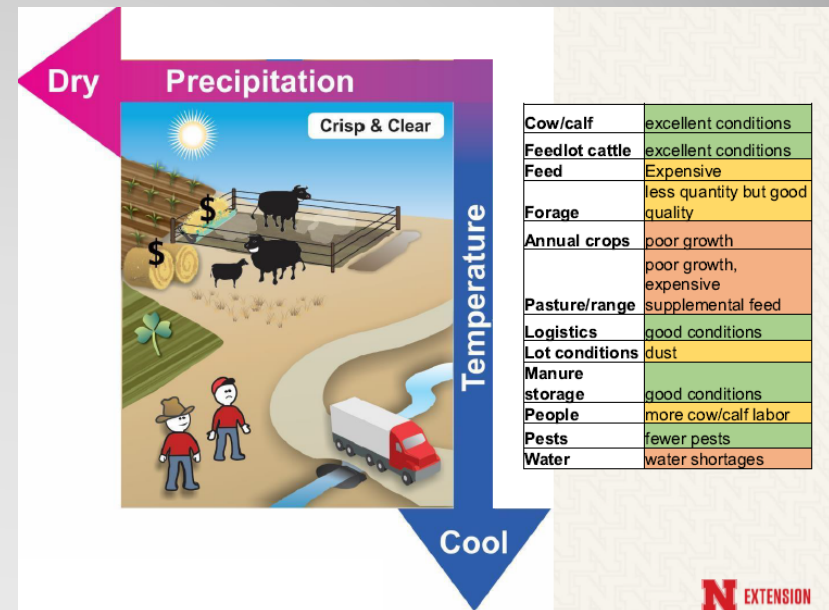 Dry
Precipitation
Crisp & Clear
$
$
Temperature
Cool
Cow/calf excellent conditions
Feedlot cattle excellent conditions
Feed Expensive
Forage less quantity but good
quality
Annual crops poor growth
Pasture/range poor growth,
expensive
supplemental feed
Logistics good conditions
Lot conditions dust
Manure
storage good conditions
People more cow/calf labor
Pests fewer pests
Water water shortages
N EXTENSION